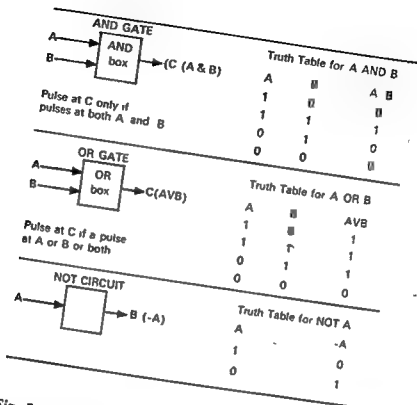 AND GATE
A
B
AND
box
(C (A & B)
Pulse at C only if
pulses at both A and B
Truth Table for A AND B
A A B
1
1 1 1
0 1 0
0 0
OR GATE
A
B
OR
box
C(AVB)
Pulse at C if a pulse
at A or B or both
Truth Table for A OR B
A AVB
1 1
1 1
0 1 1
0 0 0
NOT CIRCUIT
A
B (-A)
Truth Table for NOT A
A -A
1 0
0 1
Fig.